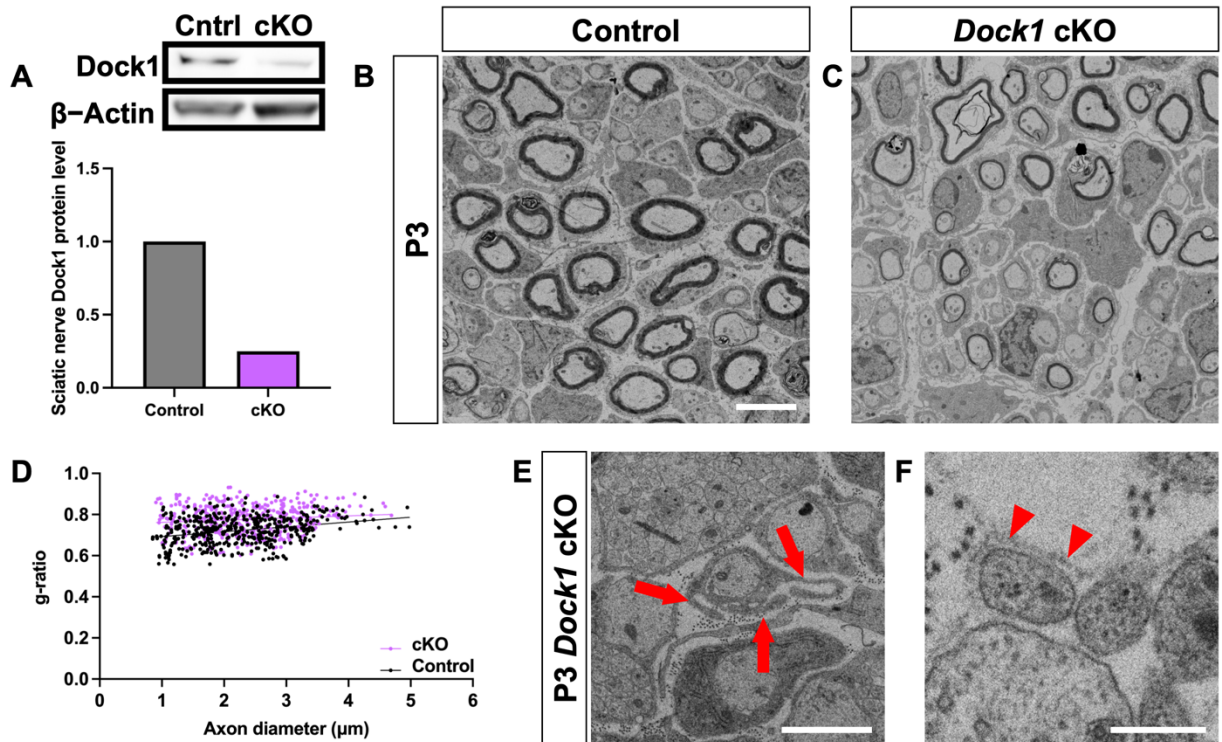 Cntrl cKO
Dock1
β−Actin
A
Sciatic nerve Dock1 protein level
1.5
1.0
0.5
0.0
Control cKO
B
Control
P3
C
Dock1 cKO
D
g-ratio
1.0
0.8
0.6
0.4
0.2
0.0
0 1 2 3 4 5 6
Axon diameter (µm)
cKO
Control
E
P3 Dock1 cKO
F